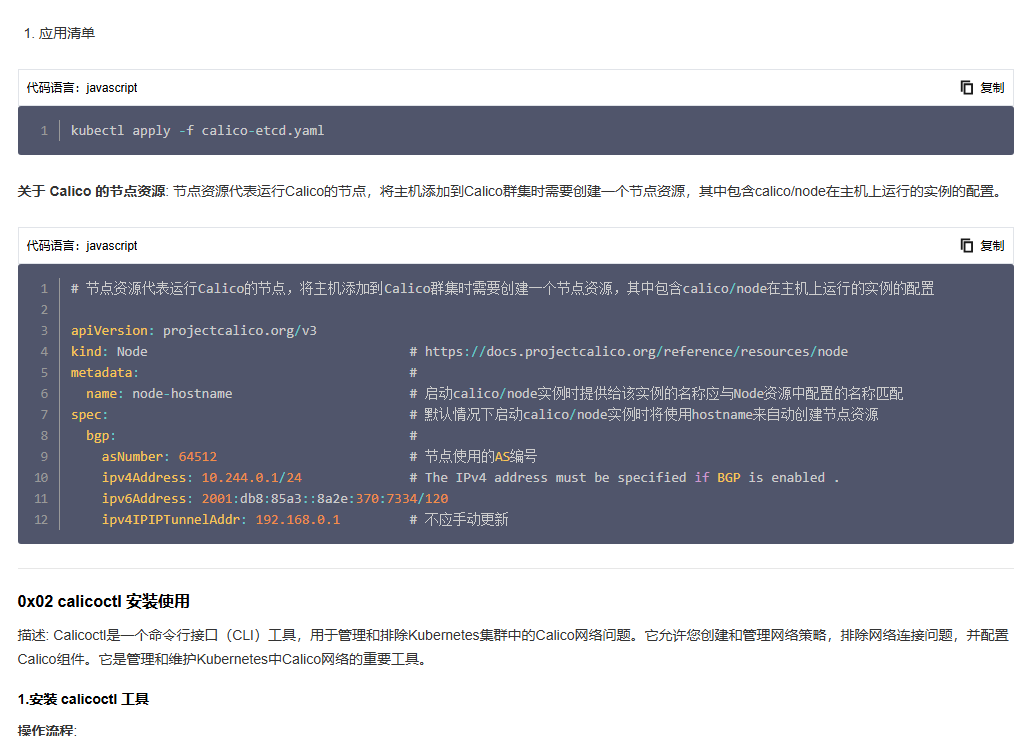 1. 应用清单
代码语言：javascript
复制
1 kubectl apply -f calico-etcd.yaml
关于 Calico 的节点资源: 节点资源代表运行Calico的节点，将主机添加到Calico群集时需要创建一个节点资源，其中包含calico/node在主机上运行的实例的配置。
代码语言：javascript
复制
1 # 节点资源代表运行Calico的节点，将主机添加到Calico群集时需要创建一个节点资源，其中包含calico/node在主机上运行的实例的配置
2
3 apiVersion: projectcalico.org/v3
4 kind: Node # https://docs.projectcalico.org/reference/resources/node
5 metadata: #
6   name: node-hostname # 启动calico/node实例时提供给该实例的名称应与Node资源中配置的名称匹配
7 spec: # 默认情况下启动calico/node实例时将使用hostname来自动创建节点资源
8   bgp: #
9     asNumber: 64512 # 节点使用的AS编号
10     ipv4Address: 10.244.0.1/24 # The IPv4 address must be specified if BGP is enabled .
11     ipv6Address: 2001:db8:85a3::8a2e:370:7334/120
12     ipv4IPIPTunnelAddr: 192.168.0.1 # 不应手动更新
0x02 calicoctl 安装使用
描述: Calicoctl是一个命令行接口（CLI）工具，用于管理和排除Kubernetes集群中的Calico网络问题。它允许您创建和管理网络策略，排除网络连接问题，并配置
Calico组件。它是管理和维护Kubernetes中Calico网络的重要工具。
1.安装 calicoctl 工具
操作流程: